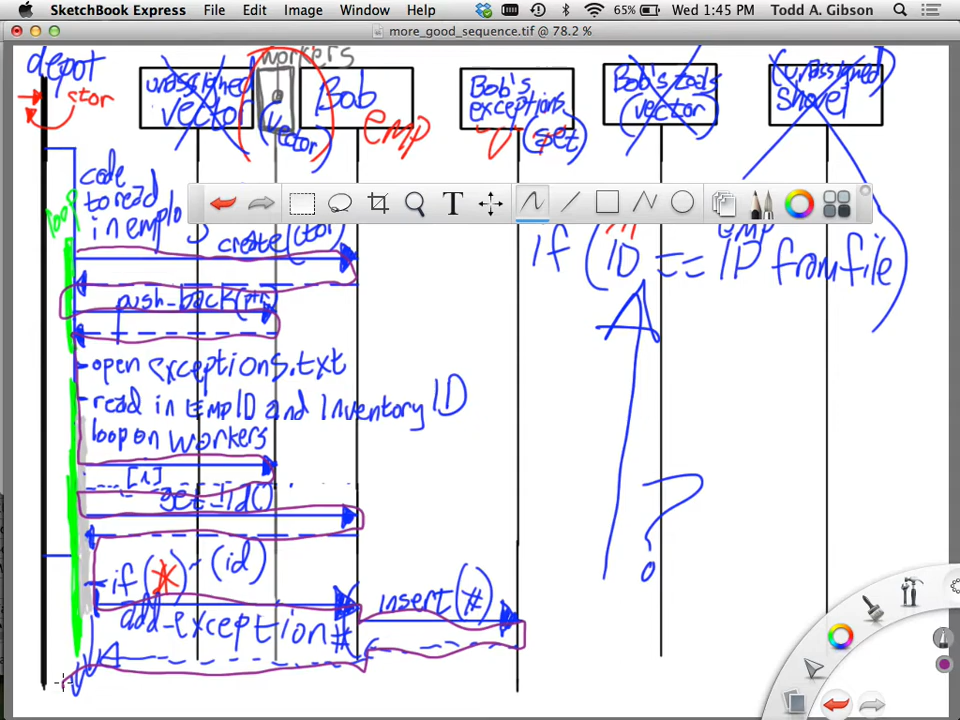 SketchBook Express File Edit Image Window Help 65% Wed 1:45 PM Todd A. Gibson
more_good_sequence.tif @ 78.2 %
depot
ctor
unassigned
vector
workers
(vector)
Bob
emp
Bob's
exceptions
(set)
Bob's tools
(vector)
(unassigned)
shovel
code
to read
in emplo
loop
T
create(ctor)
push_back(ptr)
- open exceptions.txt
- read in empID and Inventory ID
loop on workers
[i]
get_id()
if (*) (id)
add_exception #
insert(#)
emp
if (ID == ID from file)
?